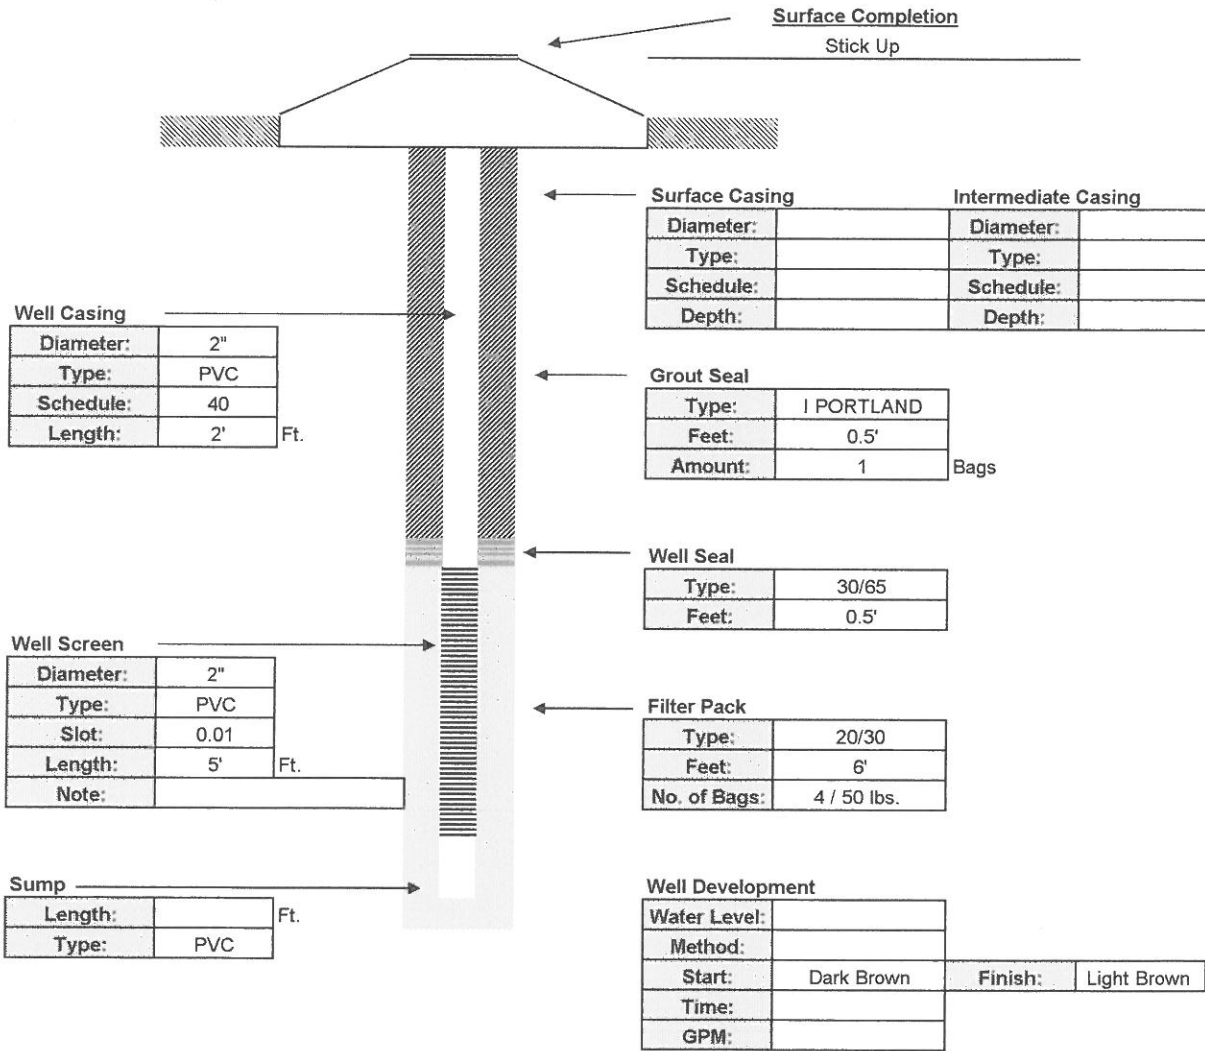 Surface Completion
Stick Up
Surface Casing
Intermediate Casing
Diameter:
Diameter:
Type:
Type:
Schedule:
Schedule:
Depth:
Depth:
Well Casing
Diameter: 2"
Type: PVC
Schedule: 40
Length: 2' Ft.
Grout Seal
Type: I PORTLAND
Feet: 0.5'
Amount: 1 Bags
Well Seal
Type: 30/65
Feet: 0.5'
Well Screen
Diameter: 2"
Type: PVC
Slot: 0.01
Length: 5' Ft.
Note:
Filter Pack
Type: 20/30
Feet: 6'
No. of Bags: 4 / 50 lbs.
Sump
Length: Ft.
Type: PVC
Well Development
Water Level:
Method:
Start: Dark Brown Finish: Light Brown
Time:
GPM: